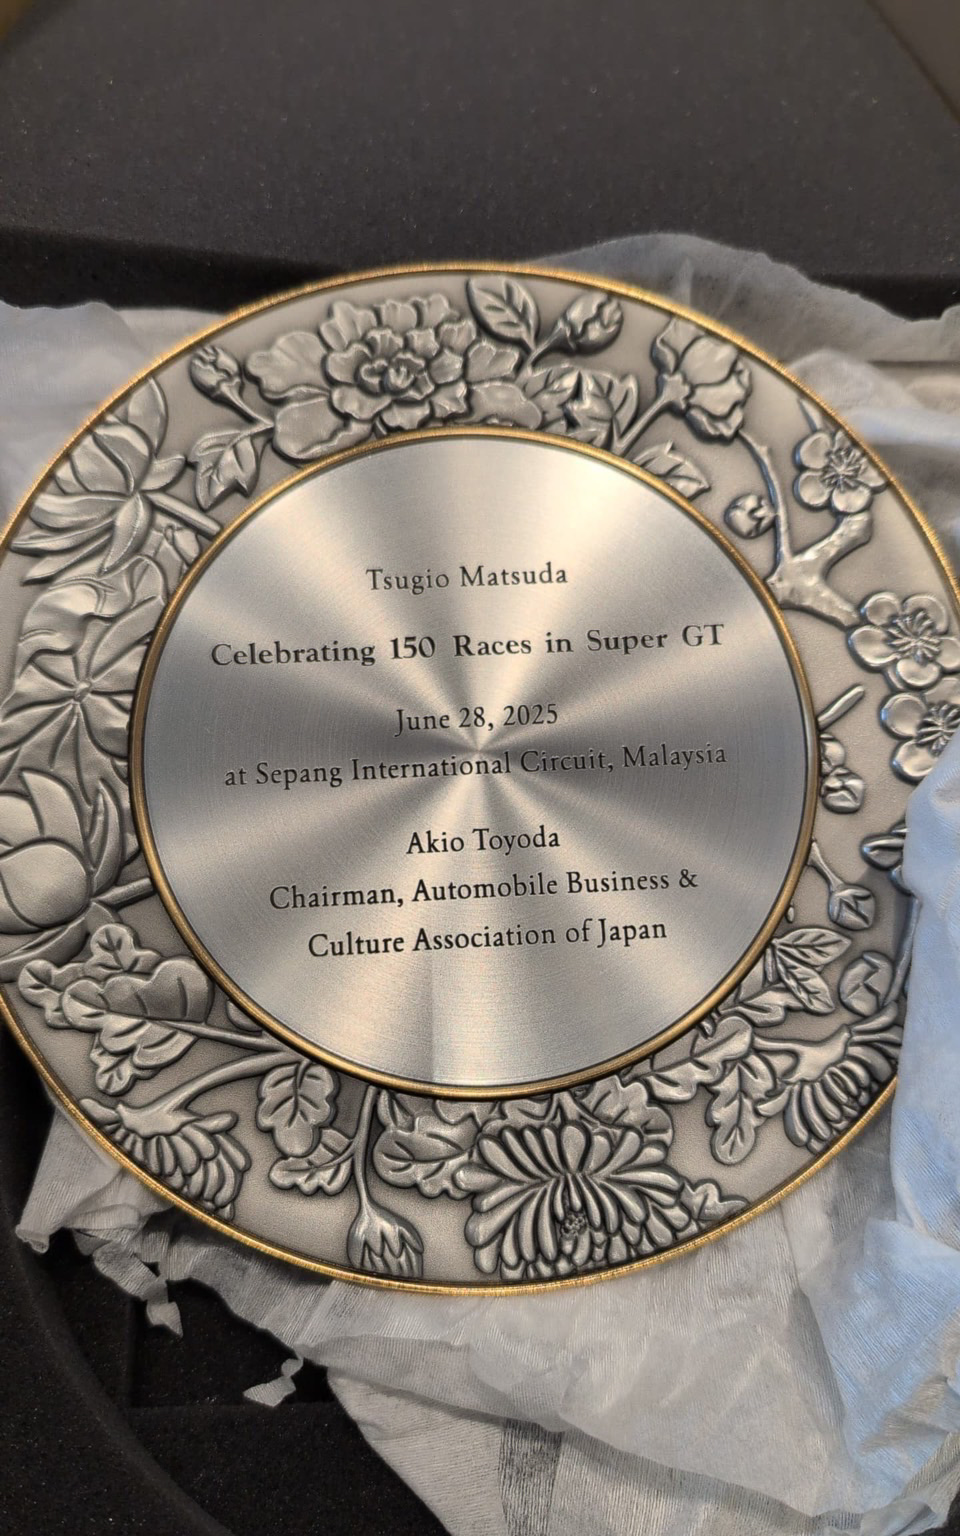 Tsugio Matsuda
Celebrating 150 Races in Super GT
June 28, 2025
at Sepang International Circuit, Malaysia
Akio Toyoda
Chairman, Automobile Business &
Culture Association of Japan